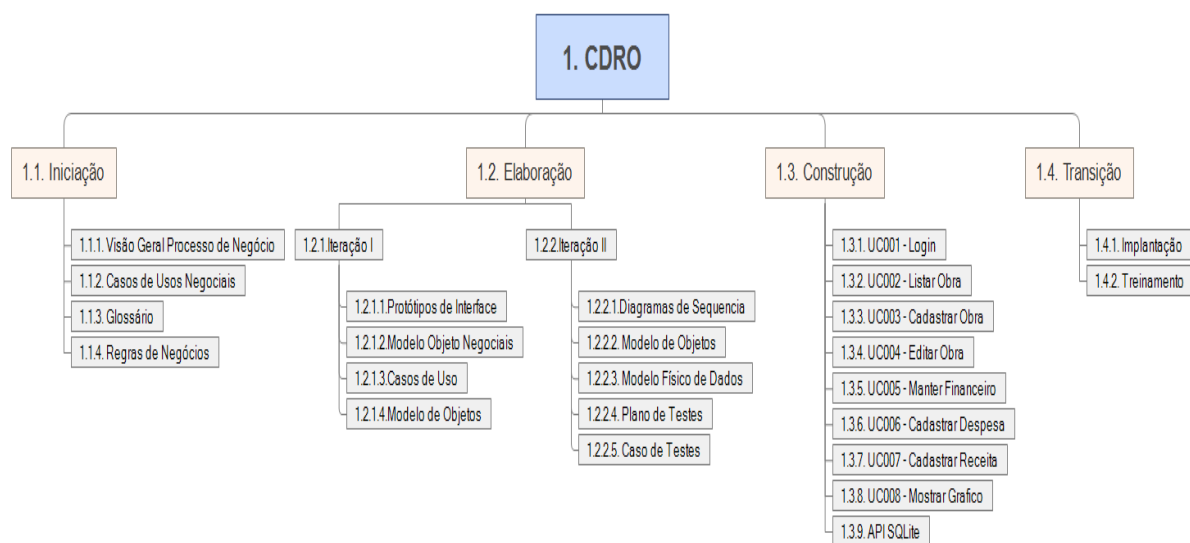 1. CDRO
1.1. Iniciação
1.1.1. Visão Geral Processo de Negócio
1.1.2. Casos de Usos Negociais
1.1.3. Glossário
1.1.4. Regras de Negócios
1.2. Elaboração
1.2.1.Iteração I
1.2.1.1.Protótipos de Interface
1.2.1.2.Modelo Objeto Negociais
1.2.1.3.Casos de Uso
1.2.1.4.Modelo de Objetos
1.2.2.Iteração II
1.2.2.1.Diagramas de Sequencia
1.2.2.2. Modelo de Objetos
1.2.2.3. Modelo Físico de Dados
1.2.2.4. Plano de Testes
1.2.2.5. Caso de Testes
1.3. Construção
1.3.1. UC001 - Login
1.3.2. UC002 - Listar Obra
1.3.3. UC003 - Cadastrar Obra
1.3.4. UC004 - Editar Obra
1.3.5. UC005 - Manter Financeiro
1.3.6. UC006 - Cadastrar Despesa
1.3.7. UC007 - Cadastrar Receita
1.3.8. UC008 - Mostrar Grafico
1.3.9. API SQLite
1.4. Transição
1.4.1. Implantação
1.4.2. Treinamento